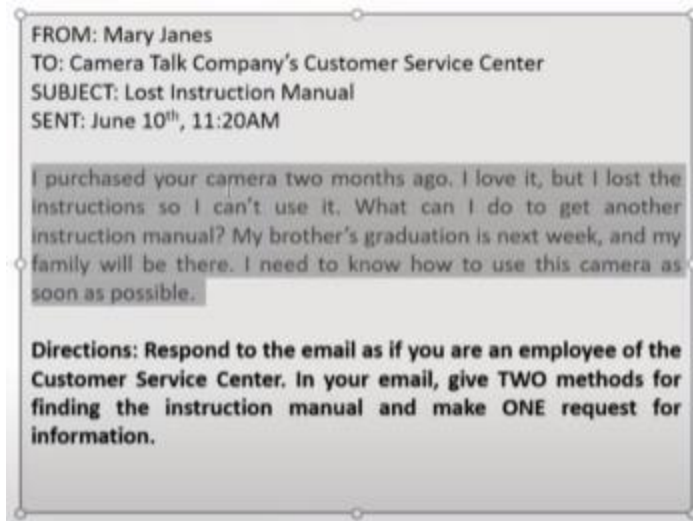 FROM: Mary Janes
TO: Camera Talk Company's Customer Service Center
SUBJECT: Lost Instruction Manual
SENT: June 10th, 11:20AM
I purchased your camera two months ago. I love it, but I lost the
instructions so I can't use it. What can I do to get another
instruction manual? My brother's graduation is next week, and my
family will be there. I need to know how to use this camera as
soon as possible.
Directions: Respond to the email as if you are an employee of the
Customer Service Center. In your email, give TWO methods for
finding the instruction manual and make ONE request for
information.